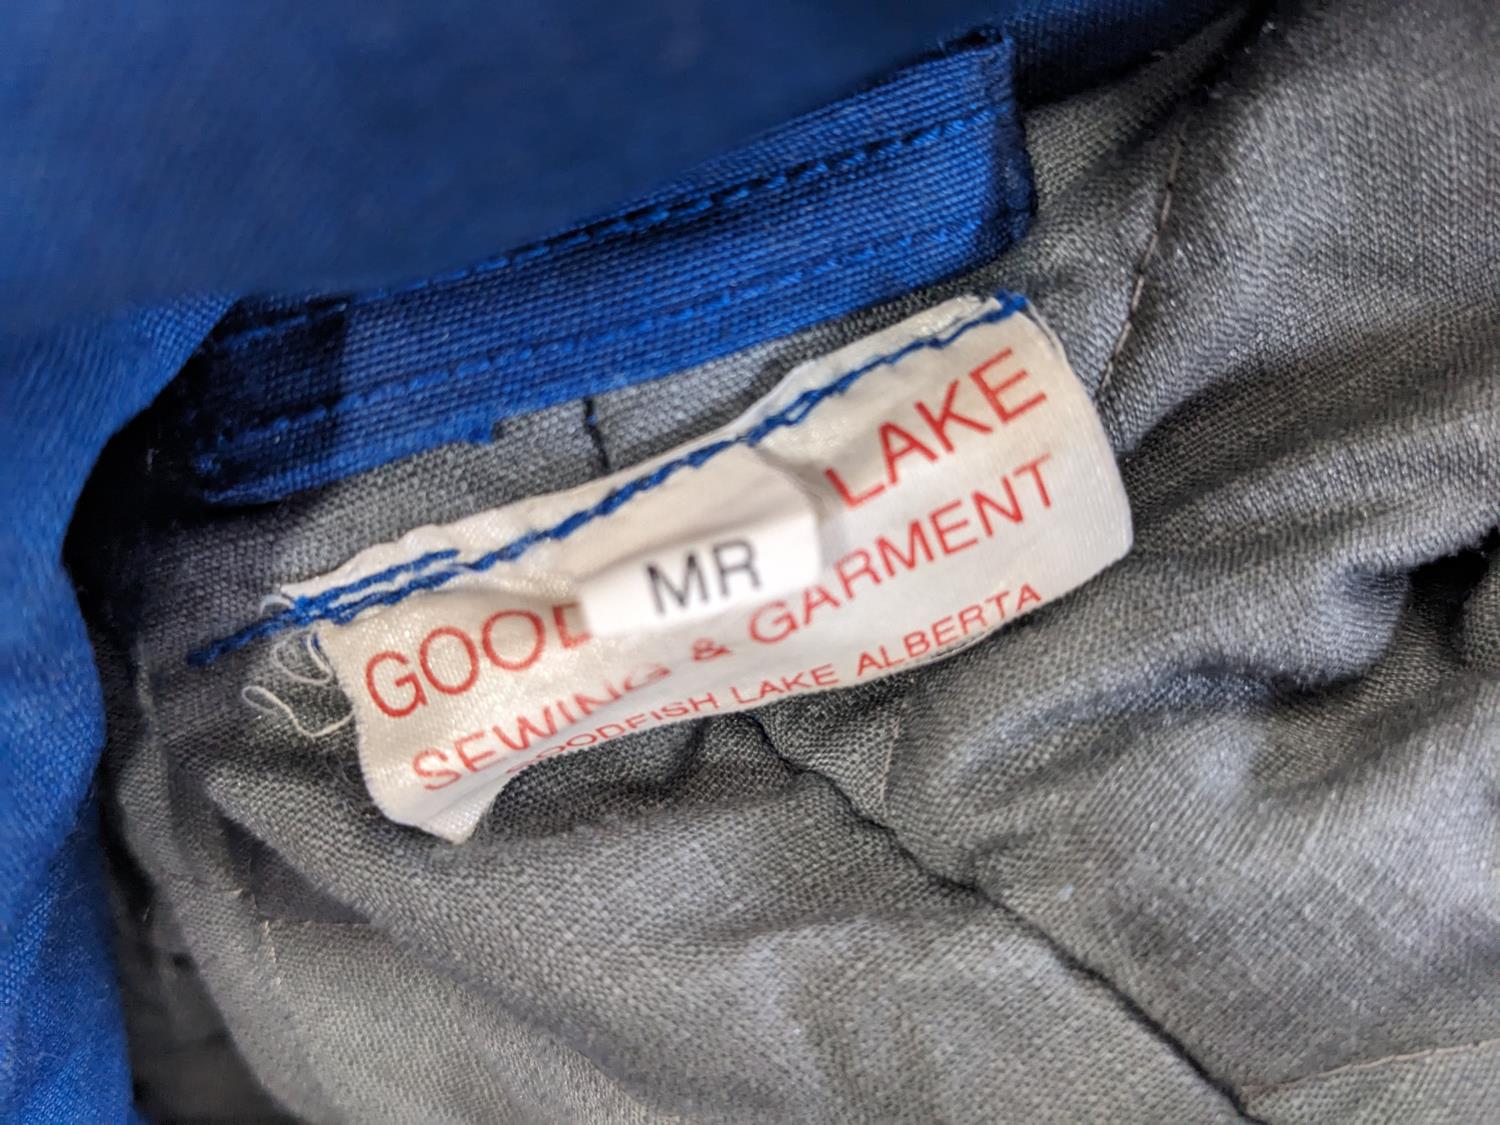 GOOD LAKE
MR
SEWING & GARMENT
GOODFISH LAKE ALBERTA